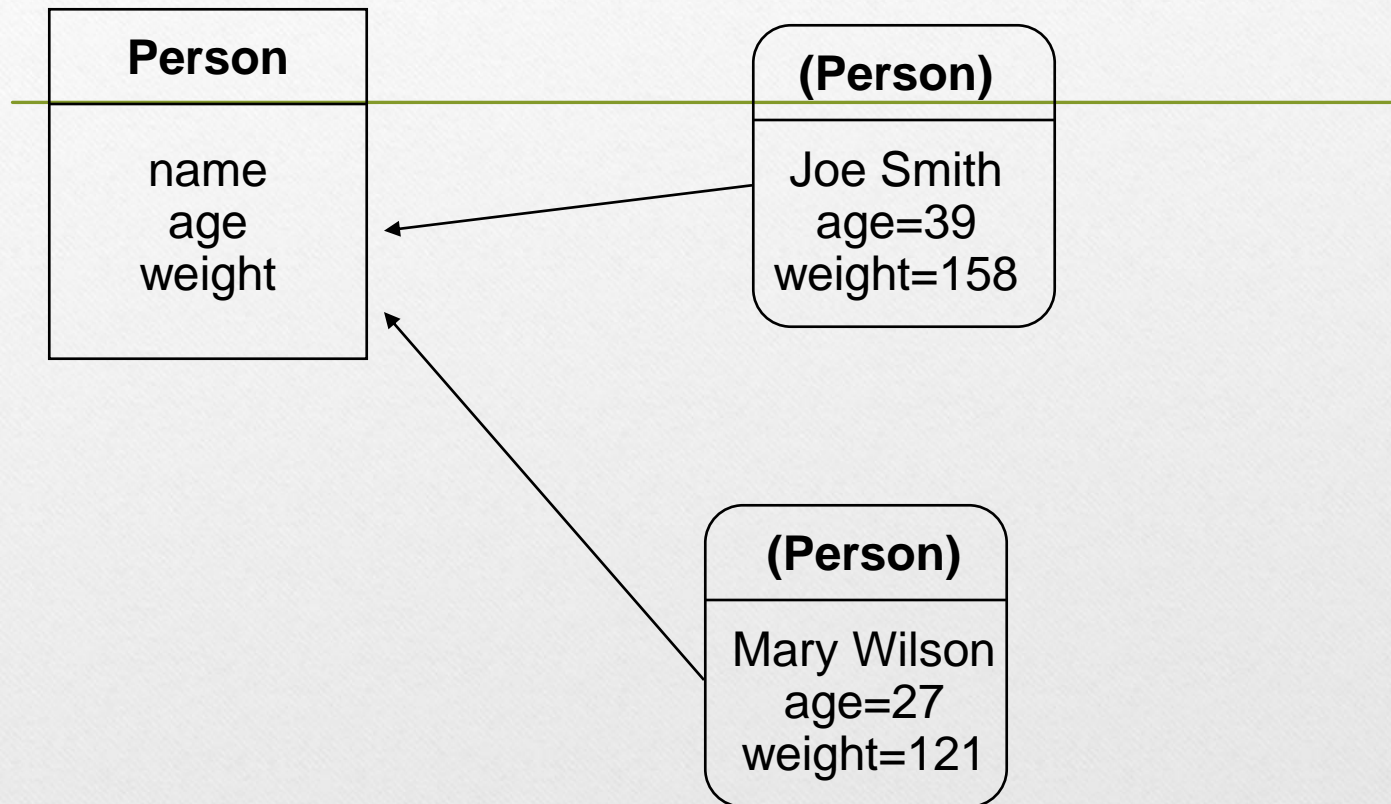 Person
name
age
weight
(Person)
Joe Smith
age=39
weight=158
(Person)
Mary Wilson
age=27
weight=121